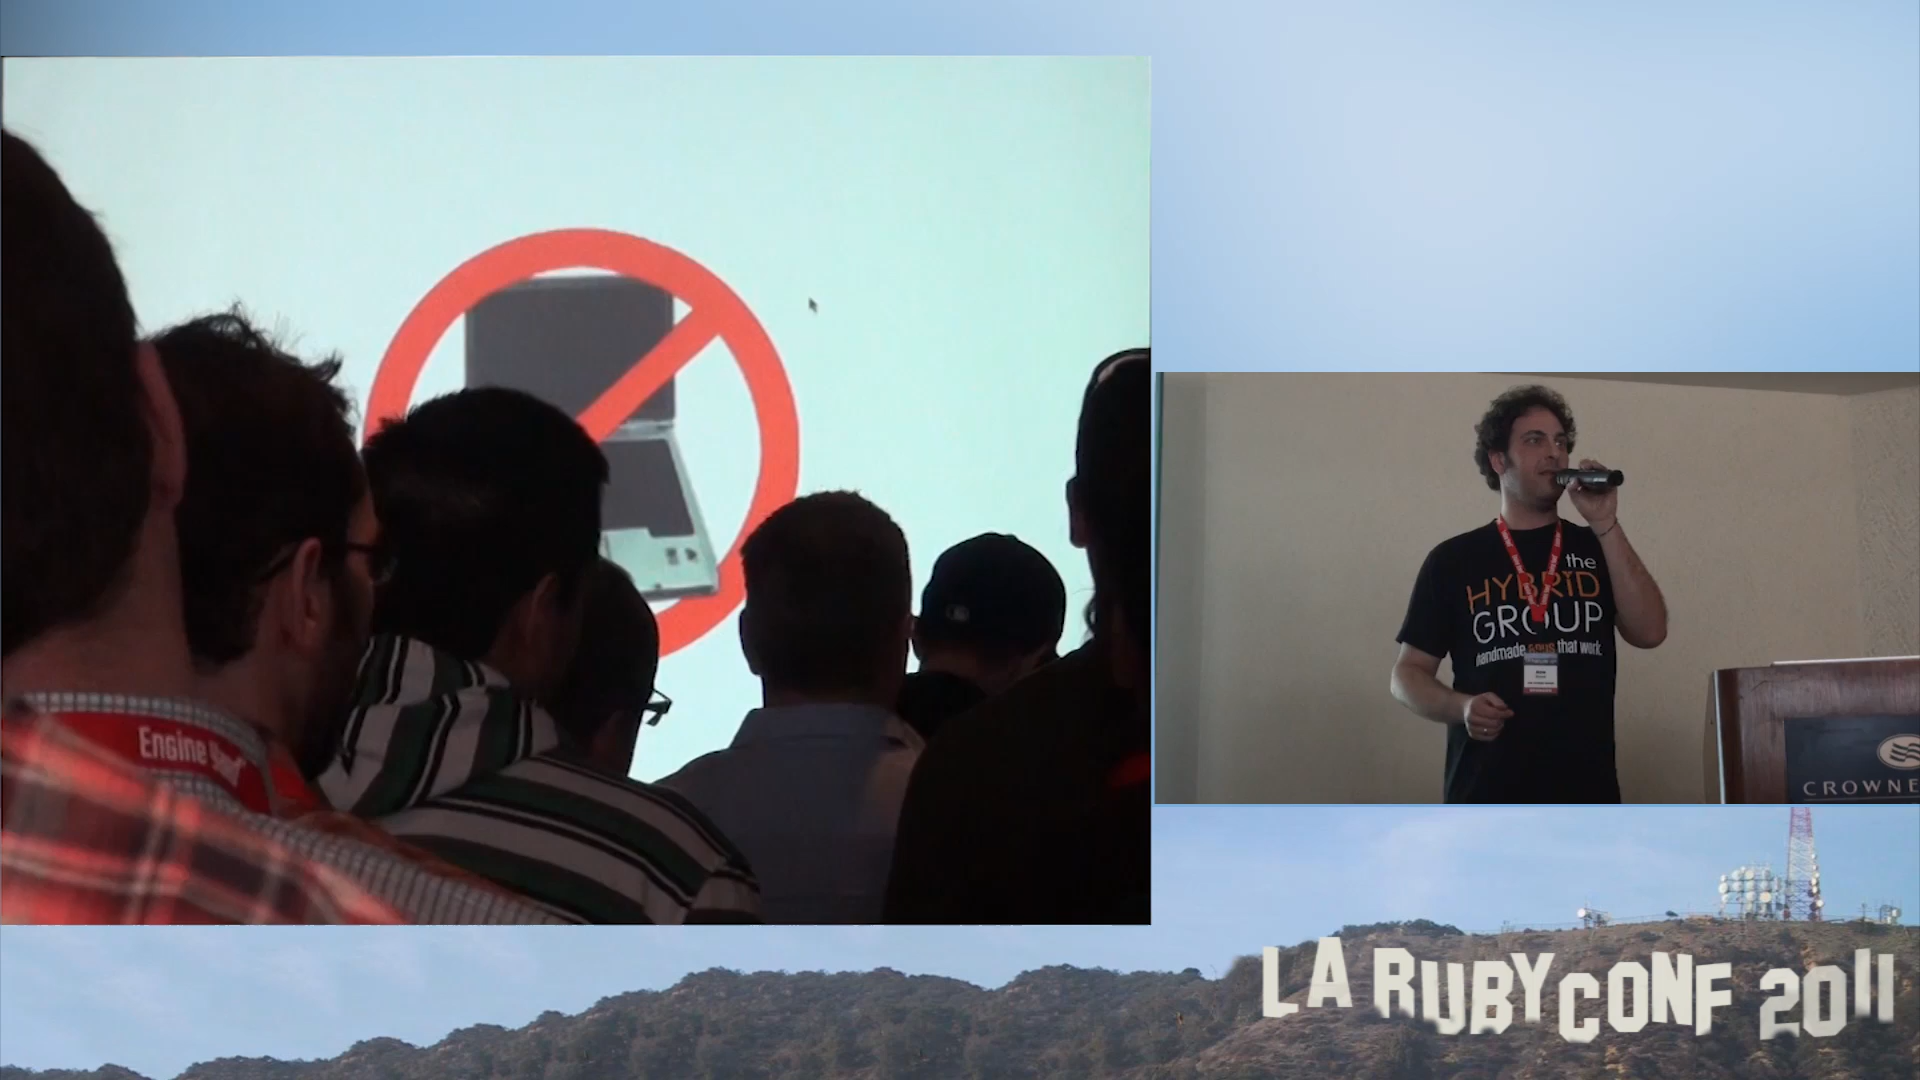 Engine Yard
the
HYBRID
GROUP
handmade apps that work.
CROWNE
LA RUBYCONF 2011